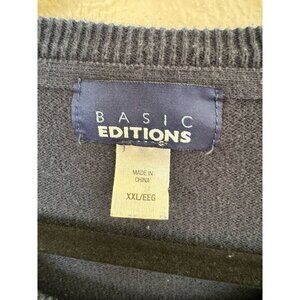 BASIC
EDITIONS
MADE IN
CHINA
XXL/EEG